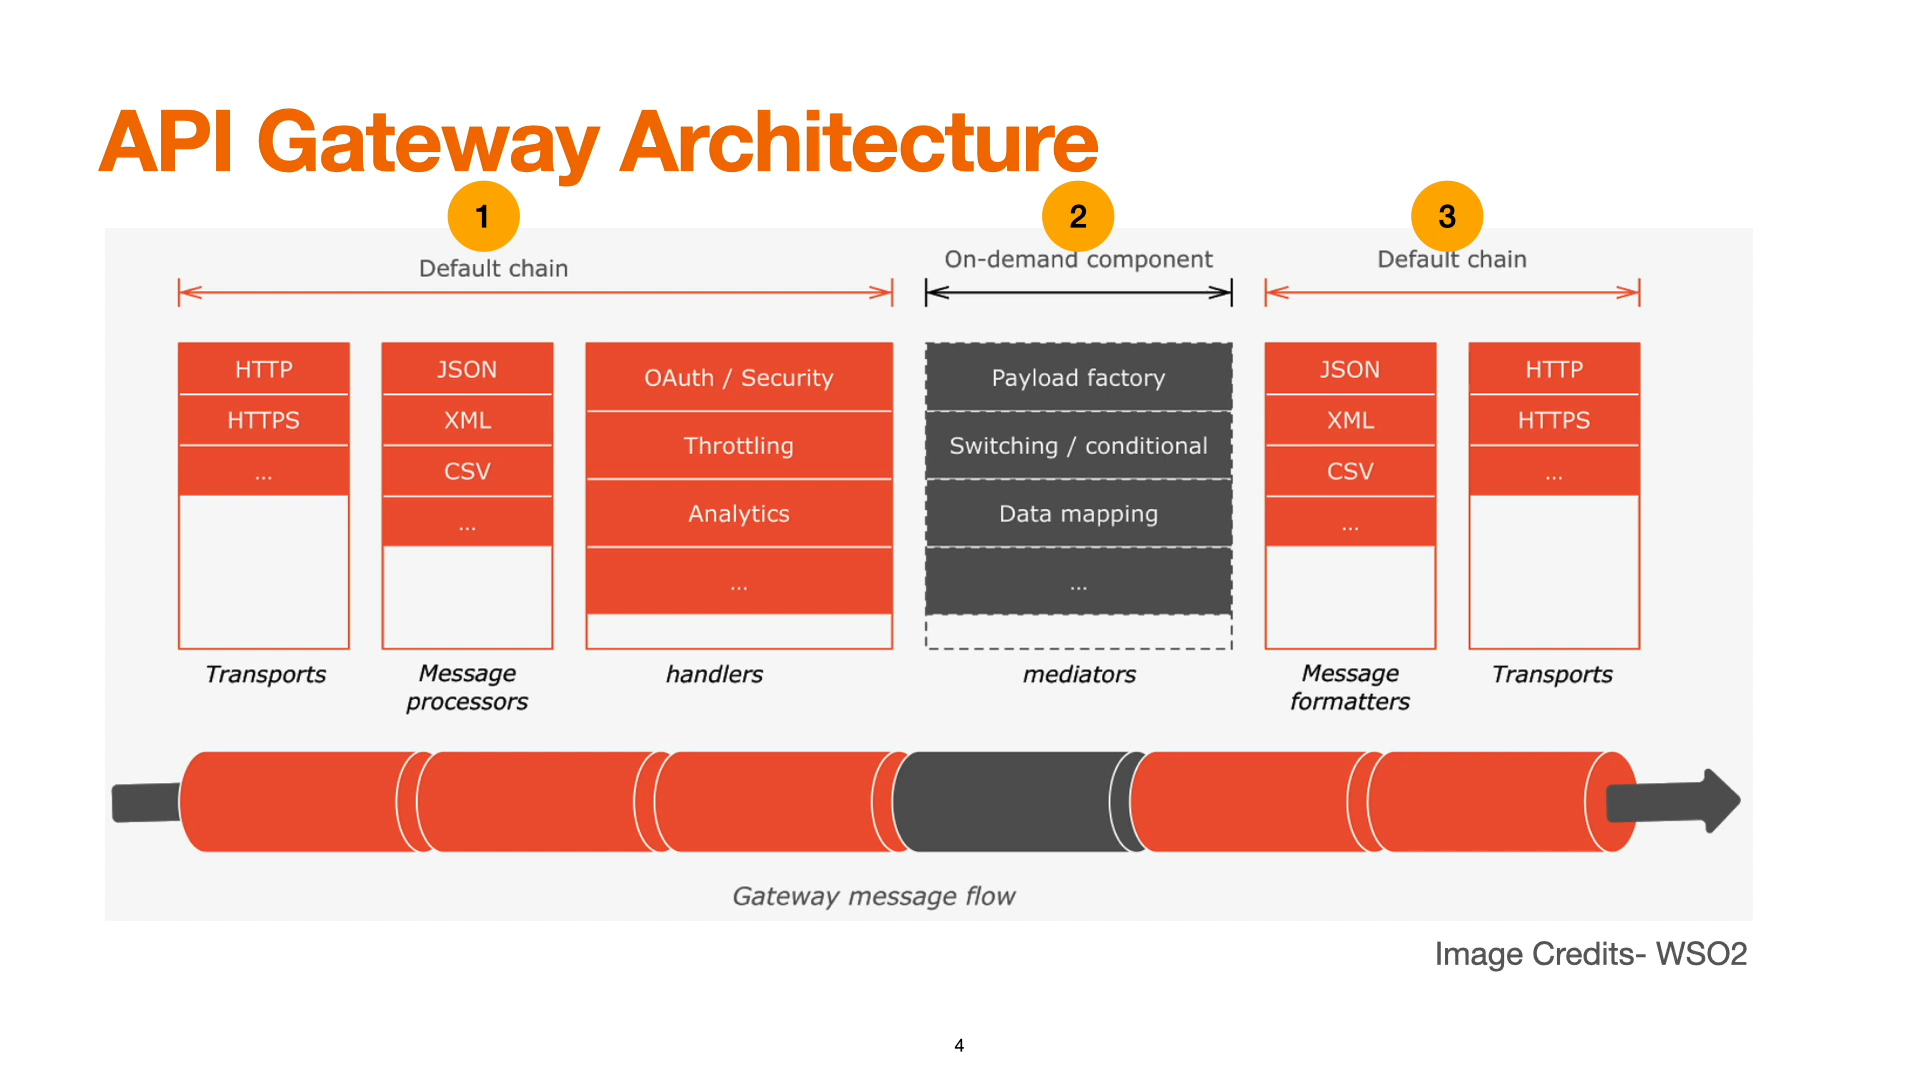 API Gateway Architecture
1
2
3
Default chain
On-demand component
Default chain
HTTP
HTTPS
...
Transports
JSON
XML
CSV
...
Message
processors
OAuth / Security
Throttling
Analytics
...
handlers
Payload factory
Switching / conditional
Data mapping
...
mediators
JSON
XML
CSV
...
Message
formatters
HTTP
HTTPS
...
Transports
Gateway message flow
Image Credits- WSO2
4